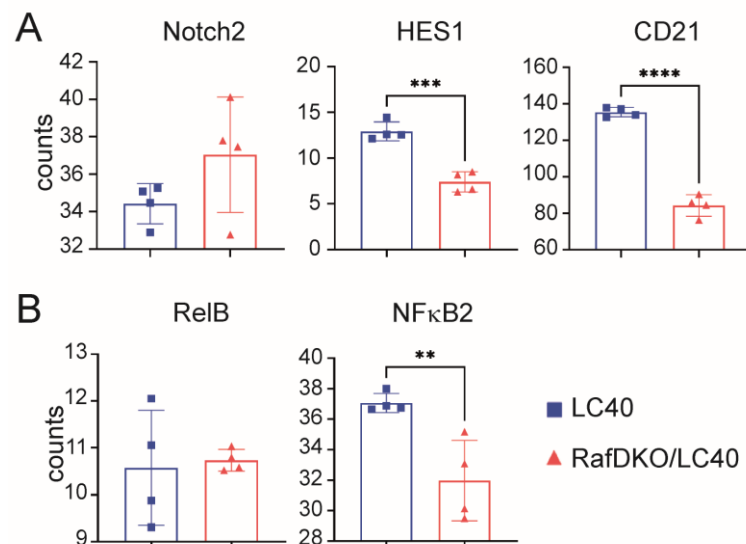 A
Notch2
HES1
CD21
counts
42
40
38
36
34
32
***
20
15
10
5
0
****
160
140
120
100
80
60
B
RelB
NFκB2
counts
13
12
11
10
9
**
40
38
36
34
32
30
28
LC40
RafDKO/LC40